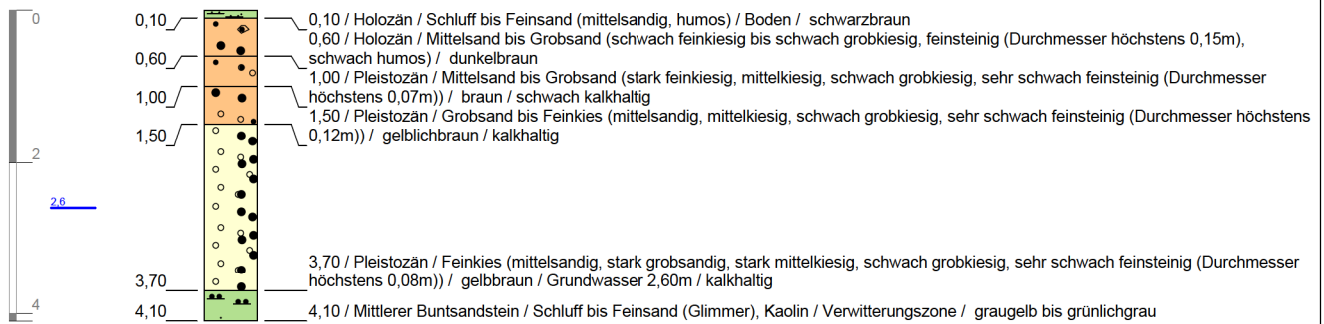 0
0,10
0,10 / Holozän / Schluff bis Feinsand (mittelsandig, humos) / Boden / schwarzbraun
0,60 / Holozän / Mittelsand bis Grobsand (schwach feinkiesig bis schwach grobkiesig, feinsteinig (Durchmesser höchstens 0,15m),
0,60
schwach humos) / dunkelbraun
1,00 / Pleistozän / Mittelsand bis Grobsand (stark feinkiesig, mittelkiesig, schwach grobkiesig, sehr schwach feinsteinig (Durchmesser
1,00
höchstens 0,07m)) / braun / schwach kalkhaltig
1,50 / Pleistozän / Grobsand bis Feinkies (mittelsandig, mittelkiesig, schwach grobkiesig, sehr schwach feinsteinig (Durchmesser höchstens
1,50
0,12m)) / gelblichbraun / kalkhaltig
2
2,6
3,70 / Pleistozän / Feinkies (mittelsandig, stark grobsandig, stark mittelkiesig, schwach grobkiesig, sehr schwach feinsteinig (Durchmesser
3,70
höchstens 0,08m)) / gelbbraun / Grundwasser 2,60m / kalkhaltig
4
4,10
4,10 / Mittlerer Buntsandstein / Schluff bis Feinsand (Glimmer), Kaolin / Verwitterungszone / graugelb bis grünlichgrau